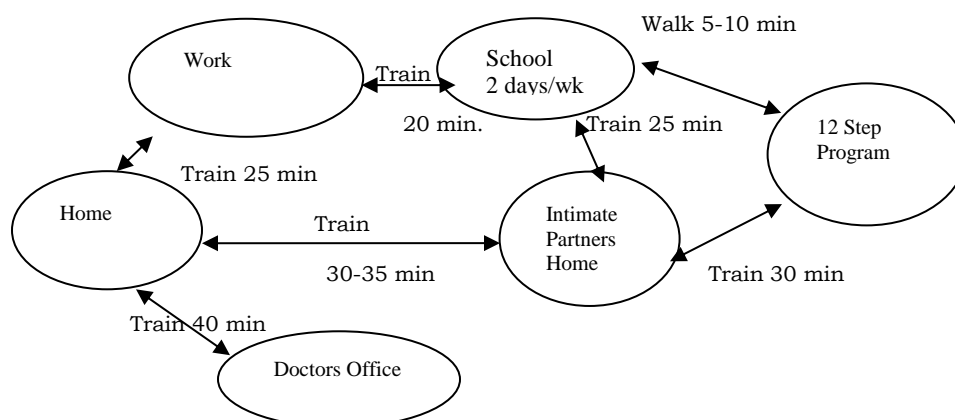 Walk 5-10 min
Work
Train
School
2 days/wk
20 min.
Train 25 min
12 Step
Program
Train 25 min
Home
Train
Intimate
Partners
Home
30-35 min
Train 30 min
Train 40 min
Doctors Office